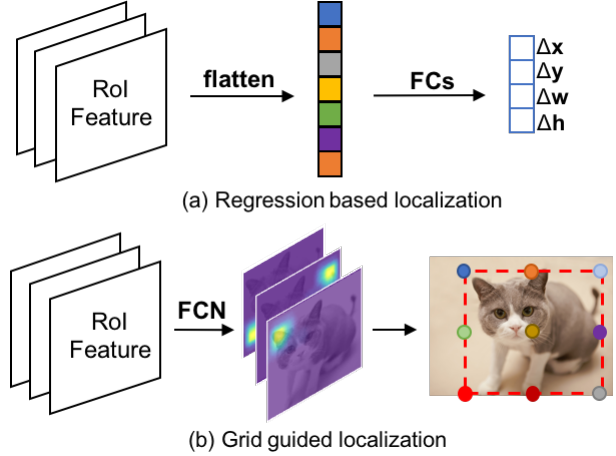 RoI
Feature
flatten
FCs
Δx
Δy
Δw
Δh
(a) Regression based localization
RoI
Feature
FCN
(b) Grid guided localization